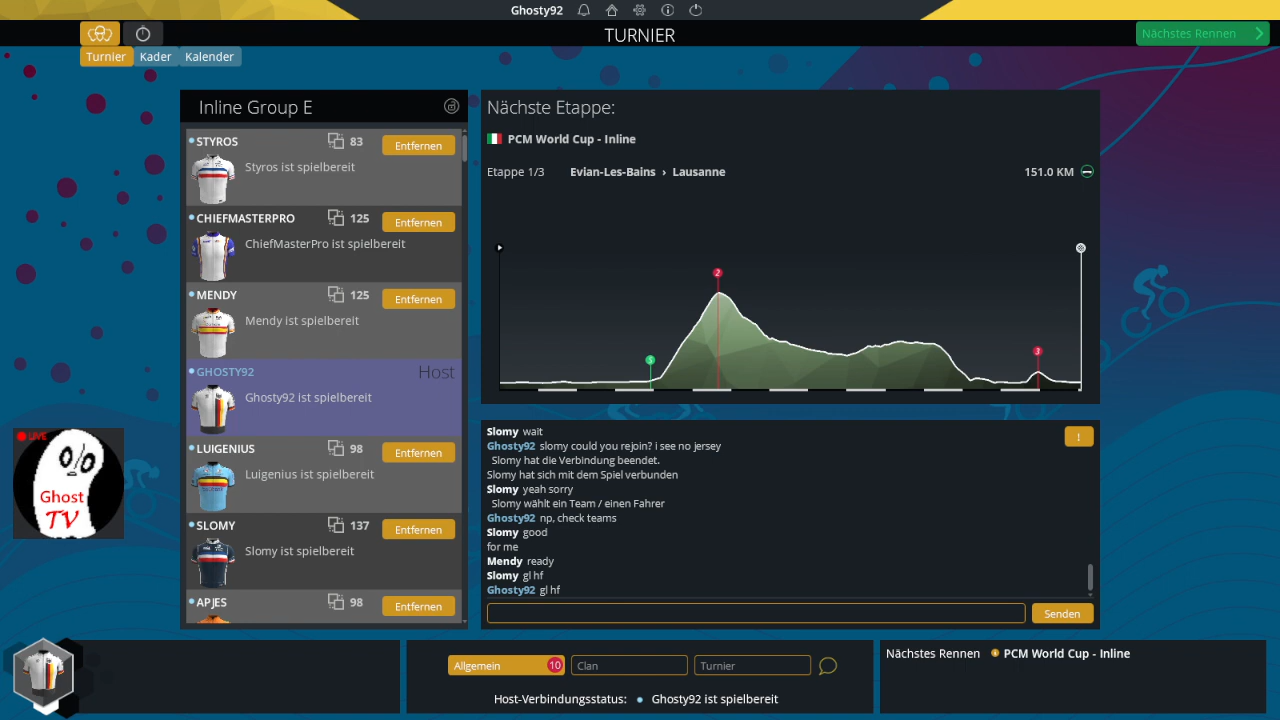 Ghosty92
TURNIER
Nächstes Rennen
Turnier Kader Kalender
Inline Group E
STYROS 83 Entfernen
Styros ist spielbereit
CHIEFMASTERPRO 125 Entfernen
ChiefMasterPro ist spielbereit
MENDY 125 Entfernen
Mendy ist spielbereit
GHOSTY92 Host
Ghosty92 ist spielbereit
LUIGENIUS 98 Entfernen
Luigenius ist spielbereit
SLOMY 137 Entfernen
Slomy ist spielbereit
APJES 98 Entfernen
Nächste Etappe:
PCM World Cup - Inline
Etappe 1/3 Evian-Les-Bains › Lausanne 151.0 KM
2
S
3
Slomy wait
Ghosty92 slomy could you rejoin? i see no jersey
Slomy hat die Verbindung beendet.
Slomy hat sich mit dem Spiel verbunden
Slomy yeah sorry
Slomy wählt ein Team / einen Fahrer
Ghosty92 np, check teams
Slomy good
for me
Mendy ready
Slomy gl hf
Ghosty92 gl hf
!
Senden
LIVE
Ghost
TV
Allgemein 10 Clan Turnier
Host-Verbindungsstatus: Ghosty92 ist spielbereit
Nächstes Rennen PCM World Cup - Inline